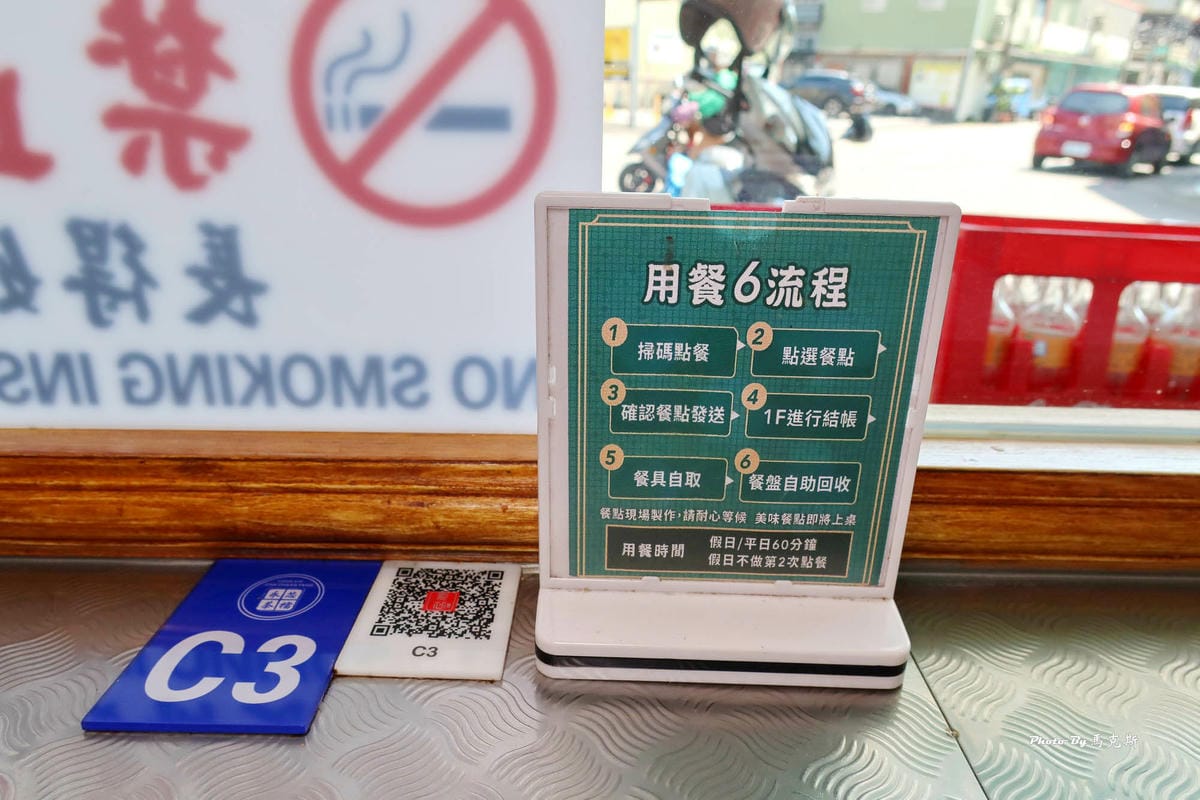 禁
長得
NO SMOKING INS
用餐6流程
1 掃碼點餐
2 點選餐點
3 確認餐點發送
4 1F進行結帳
5 餐具自取
6 餐盤自助回收
餐點現場製作，請耐心等候 美味餐點即將上桌
用餐時間
假日/平日60分鐘
假日不做第2次點餐
C3
C3
Photo By 馬克斯